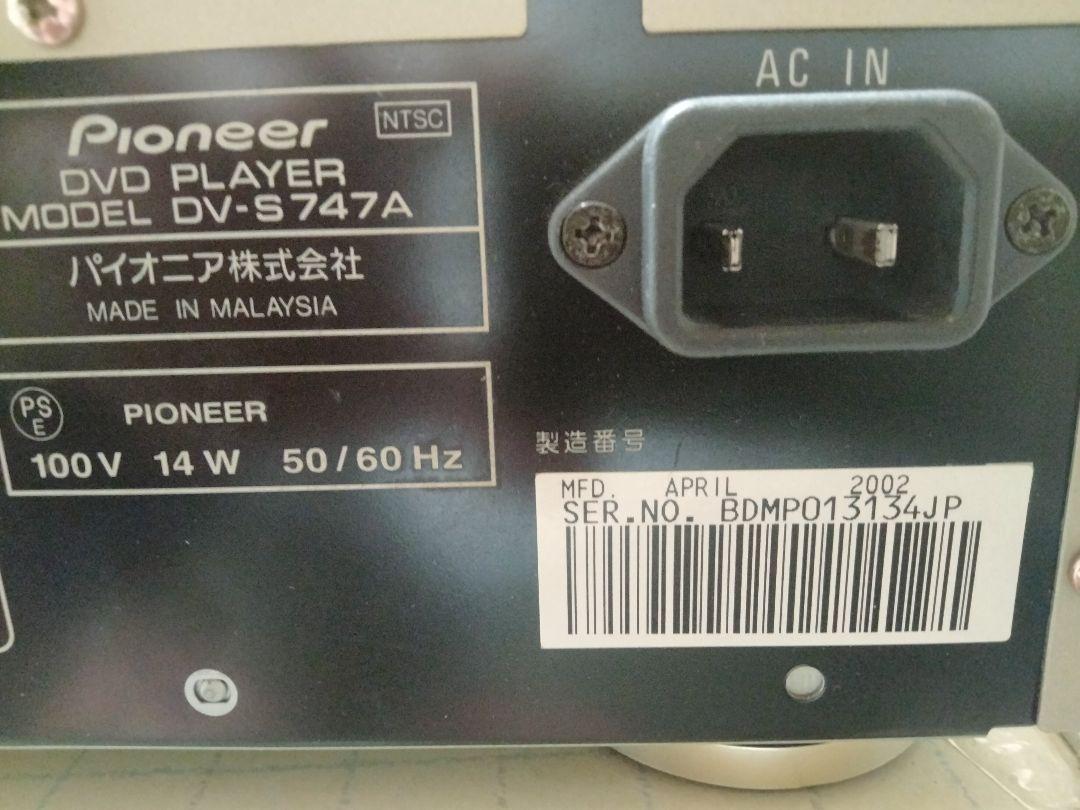 AC IN
Pioneer
NTSC
DVD PLAYER
MODEL DV-S747A
パイオニア株式会社
MADE IN MALAYSIA
PS
E
PIONEER
100V 14W 50/60Hz
製造番号
MFD. APRIL 2002
SER.NO. BDMP013134JP